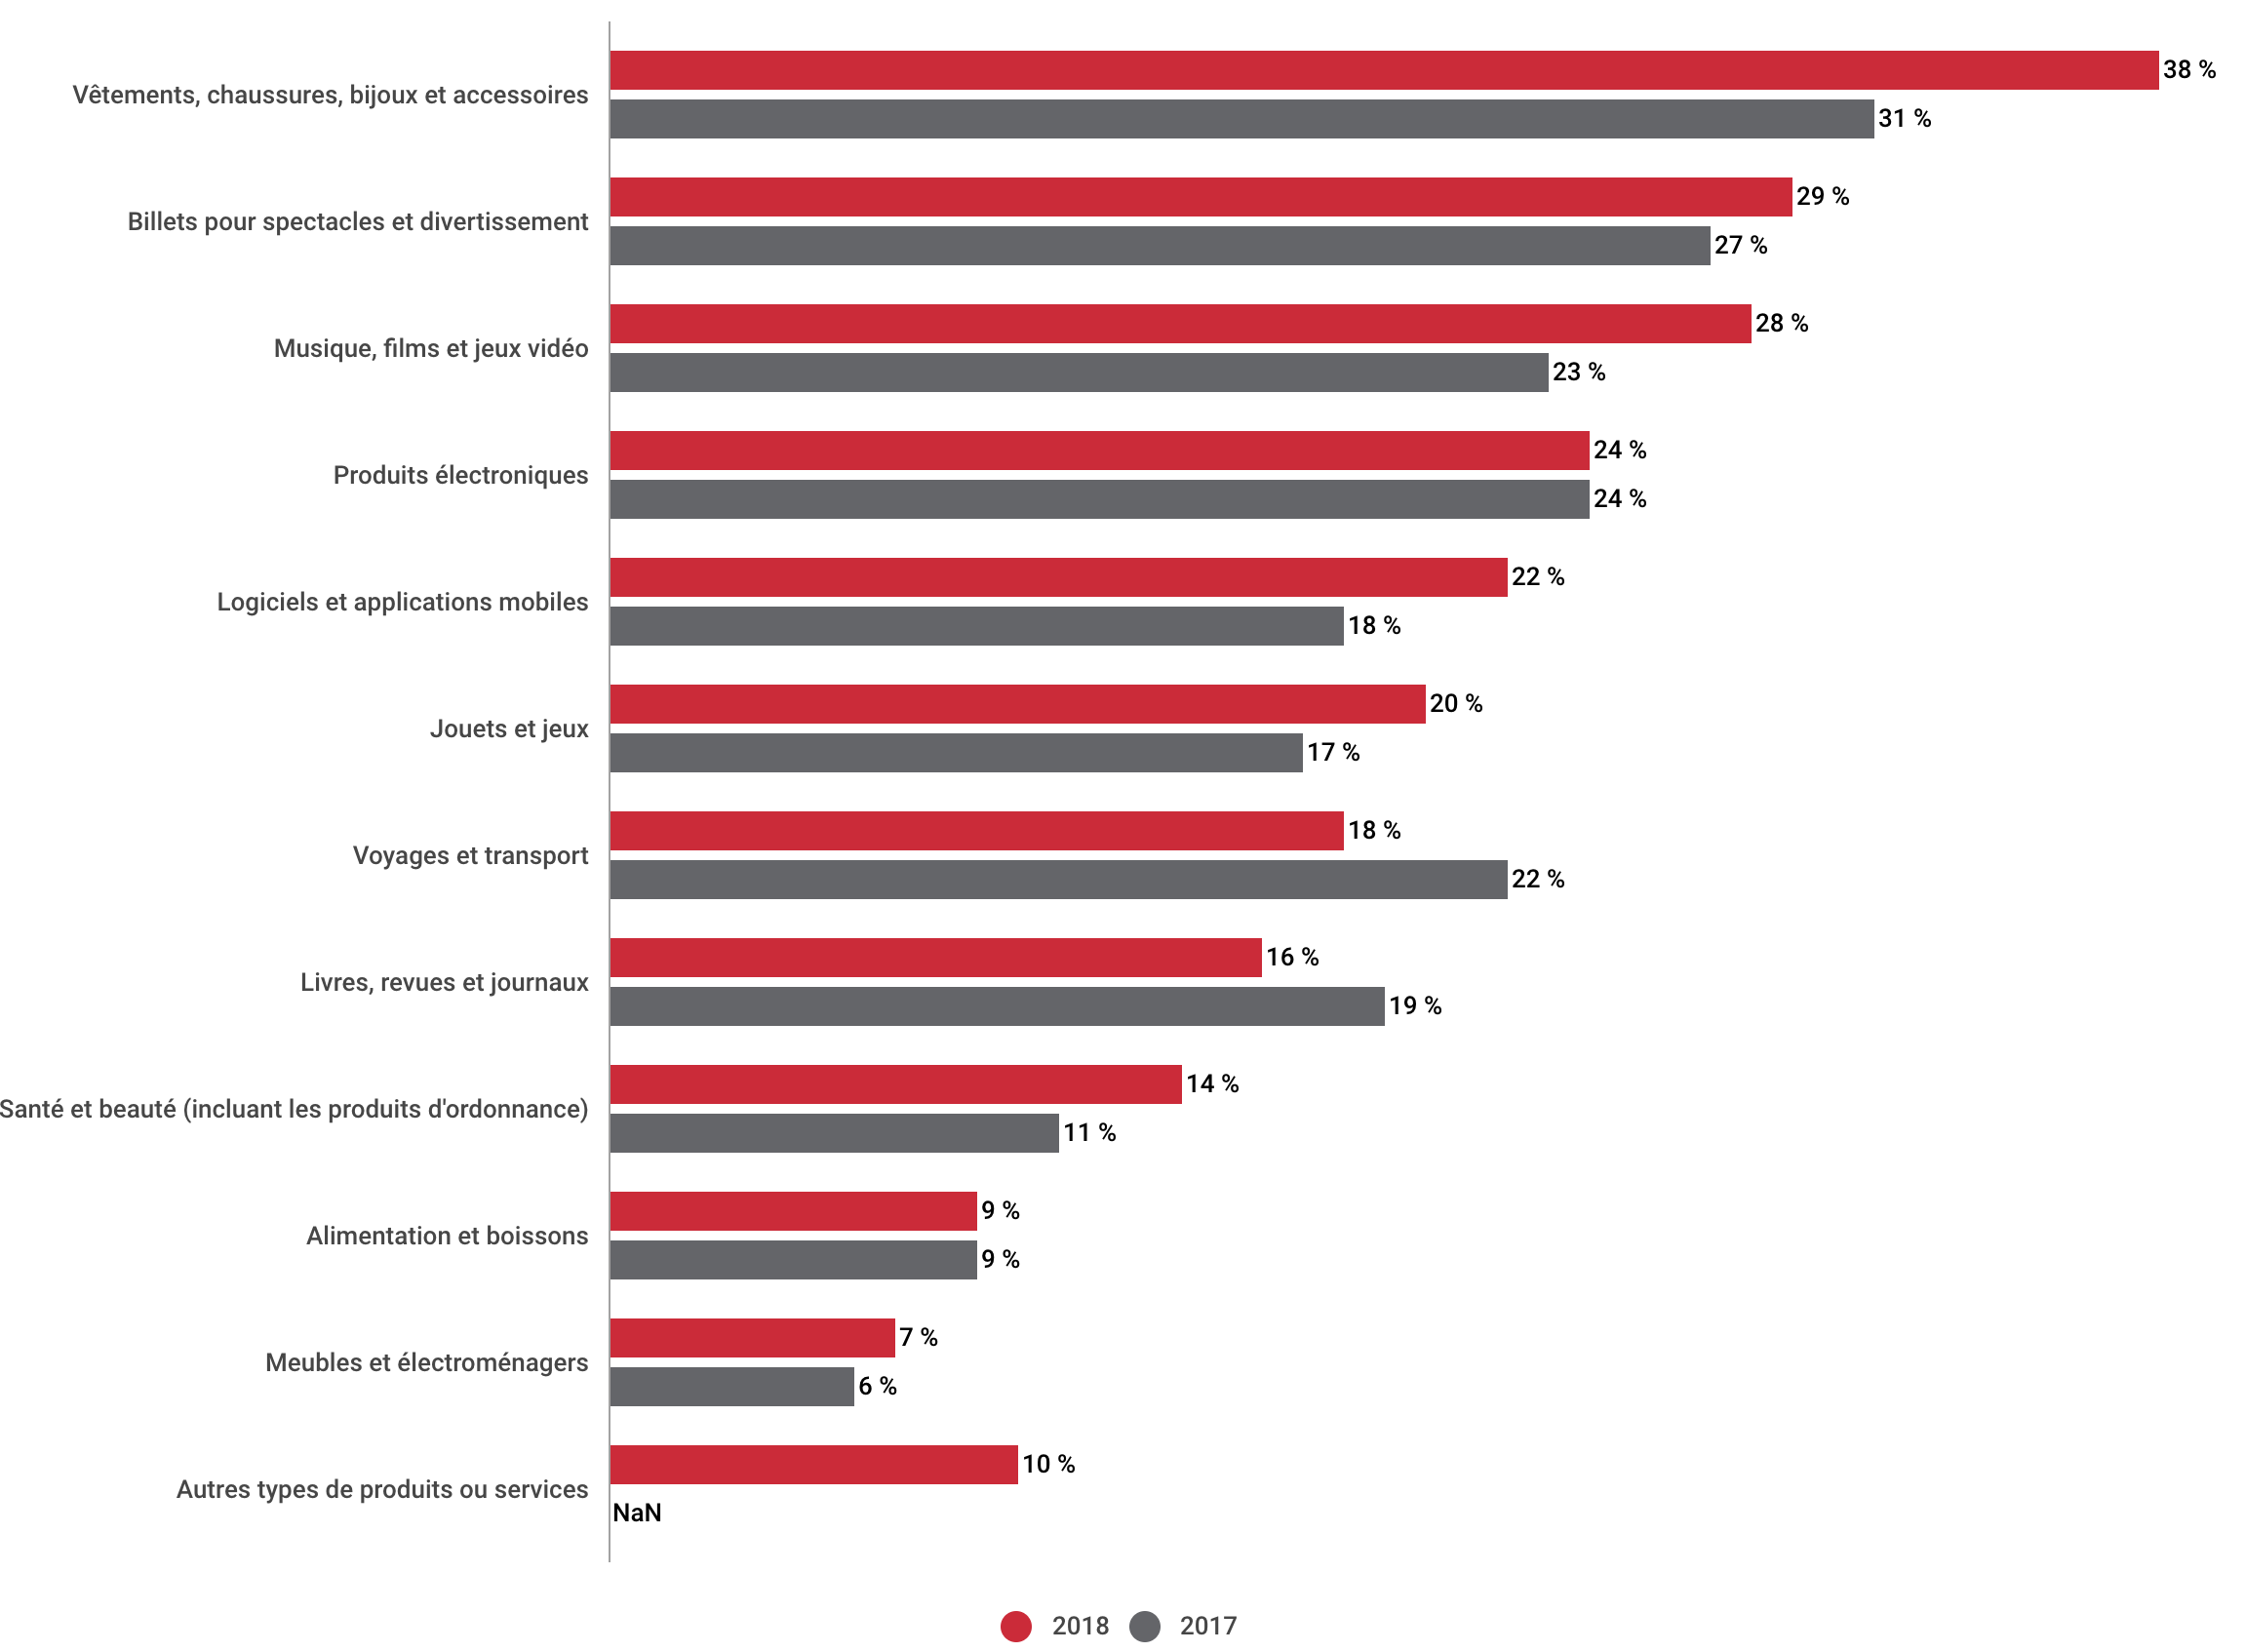 Vêtements, chaussures, bijoux et accessoires
38 %
31 %
Billets pour spectacles et divertissement
29 %
27 %
Musique, films et jeux vidéo
28 %
23 %
Produits électroniques
24 %
24 %
Logiciels et applications mobiles
22 %
18 %
Jouets et jeux
20 %
17 %
Voyages et transport
18 %
22 %
Livres, revues et journaux
16 %
19 %
Santé et beauté (incluant les produits d'ordonnance)
14 %
11 %
Alimentation et boissons
9 %
9 %
Meubles et électroménagers
7 %
6 %
Autres types de produits ou services
10 %
NaN
2018 2017